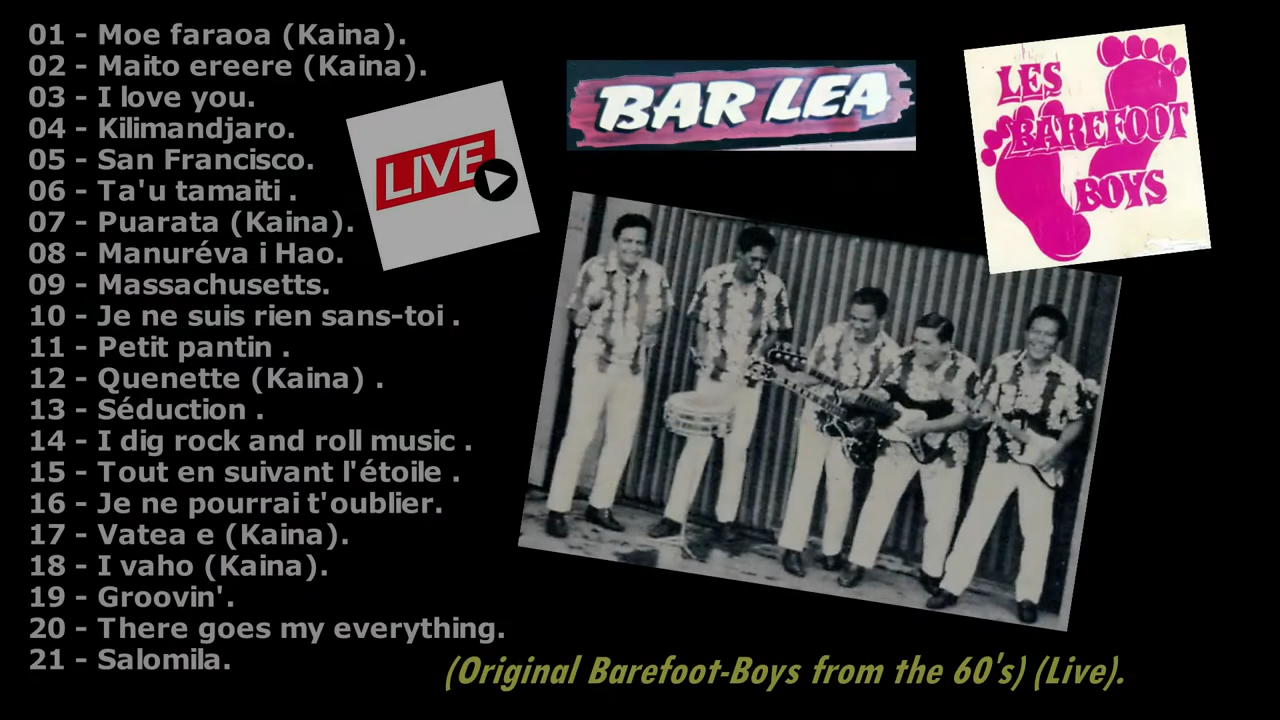 01 - Moe faraoa (Kaina).
02 - Maito ereere (Kaina).
03 - I love you.
04 - Kilimandjaro.
05 - San Francisco.
06 - Ta'u tamaiti .
07 - Puarata (Kaina).
08 - Manuréva i Hao.
09 - Massachusetts.
10 - Je ne suis rien sans-toi .
11 - Petit pantin .
12 - Quenette (Kaina) .
13 - Séduction .
14 - I dig rock and roll music .
15 - Tout en suivant l'étoile .
16 - Je ne pourrai t'oublier.
17 - Vatea e (Kaina).
18 - I vaho (Kaina).
19 - Groovin'.
20 - There goes my everything.
21 - Salomila.
LIVE
BAR LEA
LES
BAREFOOT
BOYS
(Original Barefoot-Boys from the 60's) (Live).